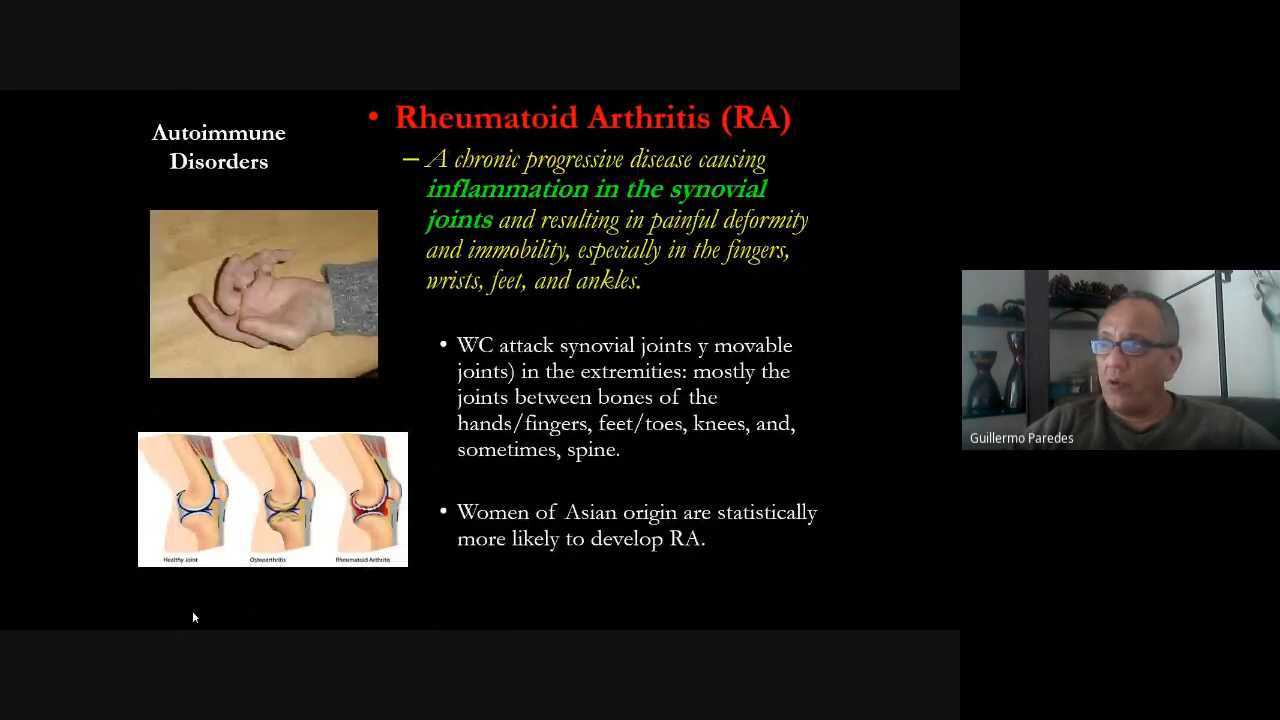 Autoimmune
Disorders
• Rheumatoid Arthritis (RA)
– A chronic progressive disease causing
inflammation in the synovial
joints and resulting in painful deformity
and immobility, especially in the fingers,
wrists, feet, and ankles.
• WC attack synovial joints y movable
joints) in the extremities: mostly the
joints between bones of the
hands/fingers, feet/toes, knees, and,
sometimes, spine.
• Women of Asian origin are statistically
more likely to develop RA.
Healthy Joint
Osteoarthritis
Rheumatoid Arthritis
Guillermo Paredes